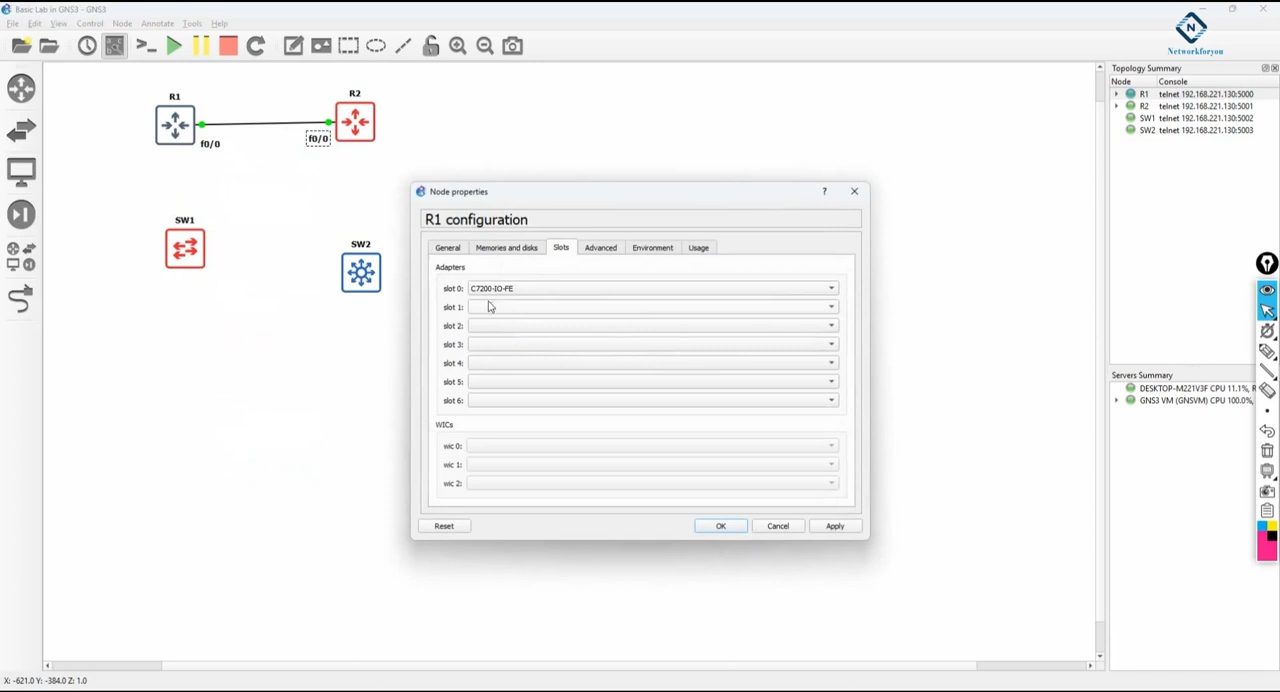 Basic Lab in GNS3 - GNS3
File Edit View Control Node Annotate Tools Help
N
Networkforyou
R1
R2
f0/0
f0/0
SW1
SW2
Node properties
?
R1 configuration
General Memories and disks Slots Advanced Environment Usage
Adapters
slot 0: C7200-IO-FE
slot 1:
slot 2:
slot 3:
slot 4:
slot 5:
slot 6:
WICs
wic 0:
wic 1:
wic 2:
Reset OK Cancel Apply
Topology Summary
Node Console
R1 telnet 192.168.221.130:5000
R2 telnet 192.168.221.130:5001
SW1 telnet 192.168.221.130:5002
SW2 telnet 192.168.221.130:5003
Servers Summary
DESKTOP-M221V3F CPU 11.1%, R
GNS3 VM (GNSVM) CPU 100.0%,
X: -621.0 Y: -384.0 Z: 1.0